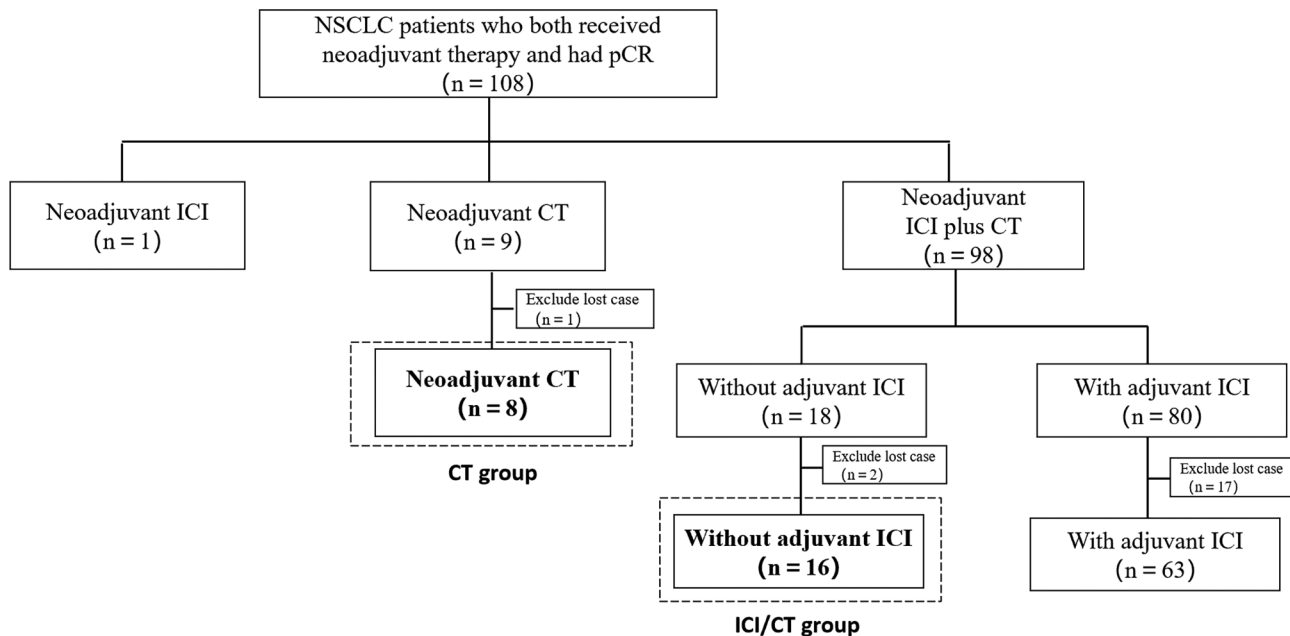 NSCLC patients who both received
neoadjuvant therapy and had pCR
(n = 108)
Neoadjuvant ICI
(n = 1)
Neoadjuvant CT
(n = 9)
Neoadjuvant
ICI plus CT
(n = 98)
Exclude lost case
(n = 1)
Neoadjuvant CT
(n = 8)
CT group
Without adjuvant ICI
(n = 18)
With adjuvant ICI
(n = 80)
Exclude lost case
(n = 2)
Exclude lost case
(n = 17)
Without adjuvant ICI
(n = 16)
With adjuvant ICI
(n = 63)
ICI/CT group